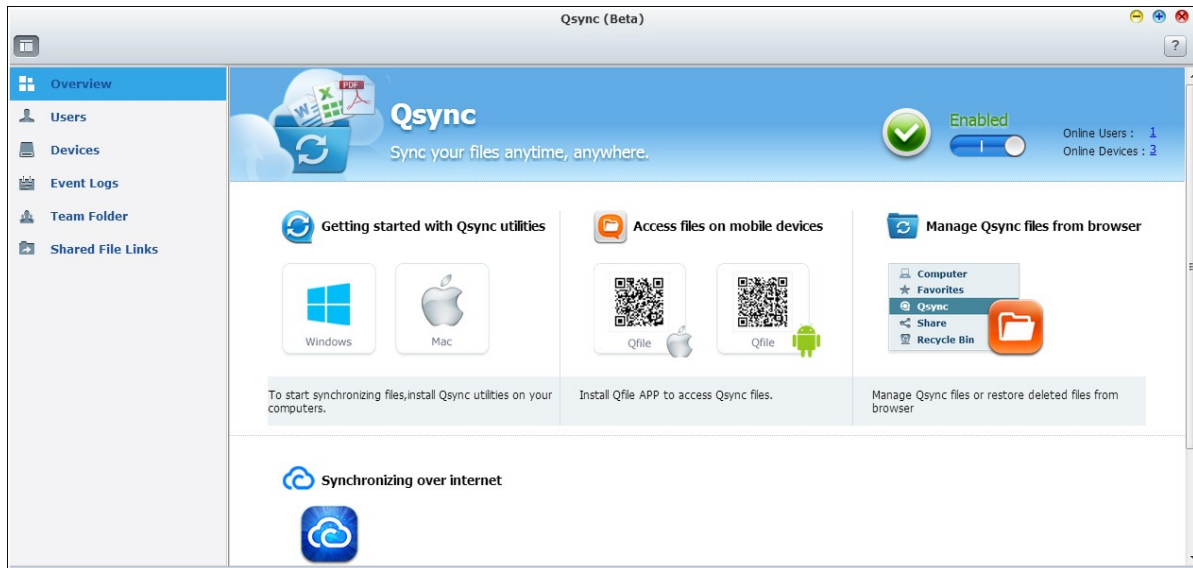 Qsync (Beta)
?
Overview
Users
Devices
Event Logs
Team Folder
Shared File Links
W X PDF
Qsync
Sync your files anytime, anywhere.
Enabled
Online Users : 1
Online Devices : 3
Getting started with Qsync utilities
Windows
Mac
To start synchronizing files,install Qsync utilities on your
computers.
Access files on mobile devices
Qfile
Qfile
Install Qfile APP to access Qsync files.
Manage Qsync files from browser
Computer
Favorites
Qsync
Share
Recycle Bin
Manage Qsync files or restore deleted files from
browser
Synchronizing over internet